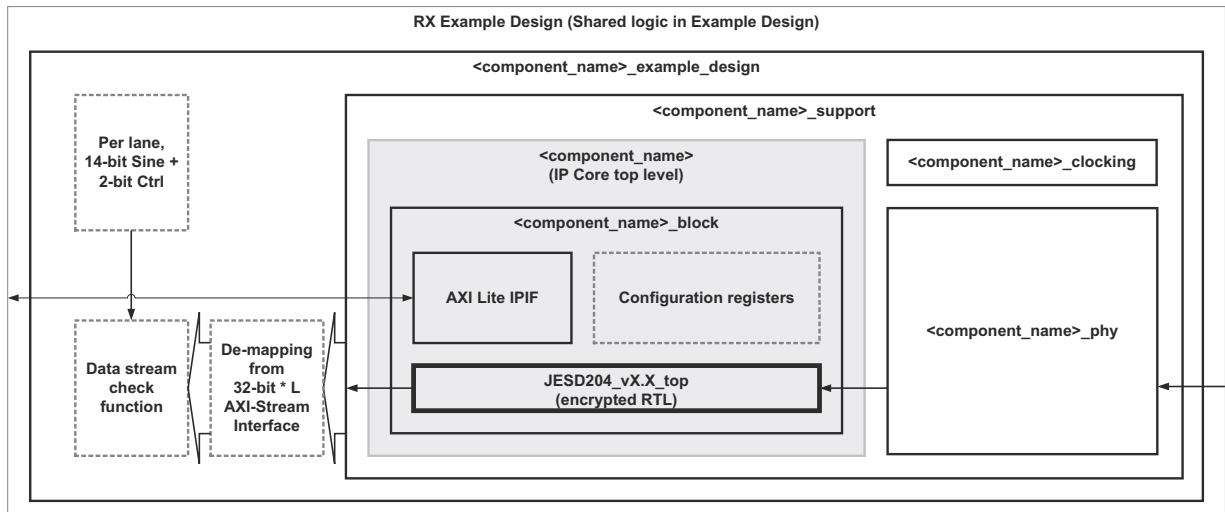 RX Example Design (Shared logic in Example Design)
<component_name>_example_design
<component_name>_support
Per lane,
14-bit Sine +
2-bit Ctrl
<component_name>
(IP Core top level)
<component_name>_clocking
<component_name>_block
AXI Lite IPIF
Configuration registers
<component_name>_phy
Data stream
check
function
De-mapping
from
32-bit * L
AXI-Stream
Interface
JESD204_vX.X_top
(encrypted RTL)